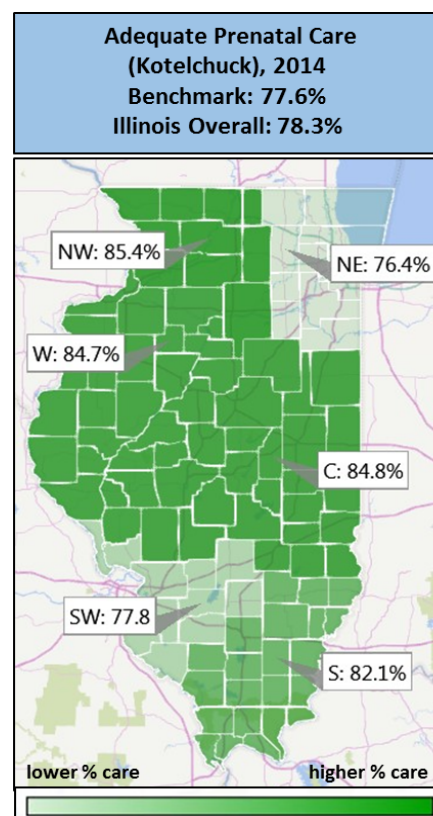 Adequate Prenatal Care
(Kotelchuck), 2014
Benchmark: 77.6%
Illinois Overall: 78.3%
NW: 85.4%
NE: 76.4%
W: 84.7%
C: 84.8%
SW: 77.8
S: 82.1%
lower % care
higher % care